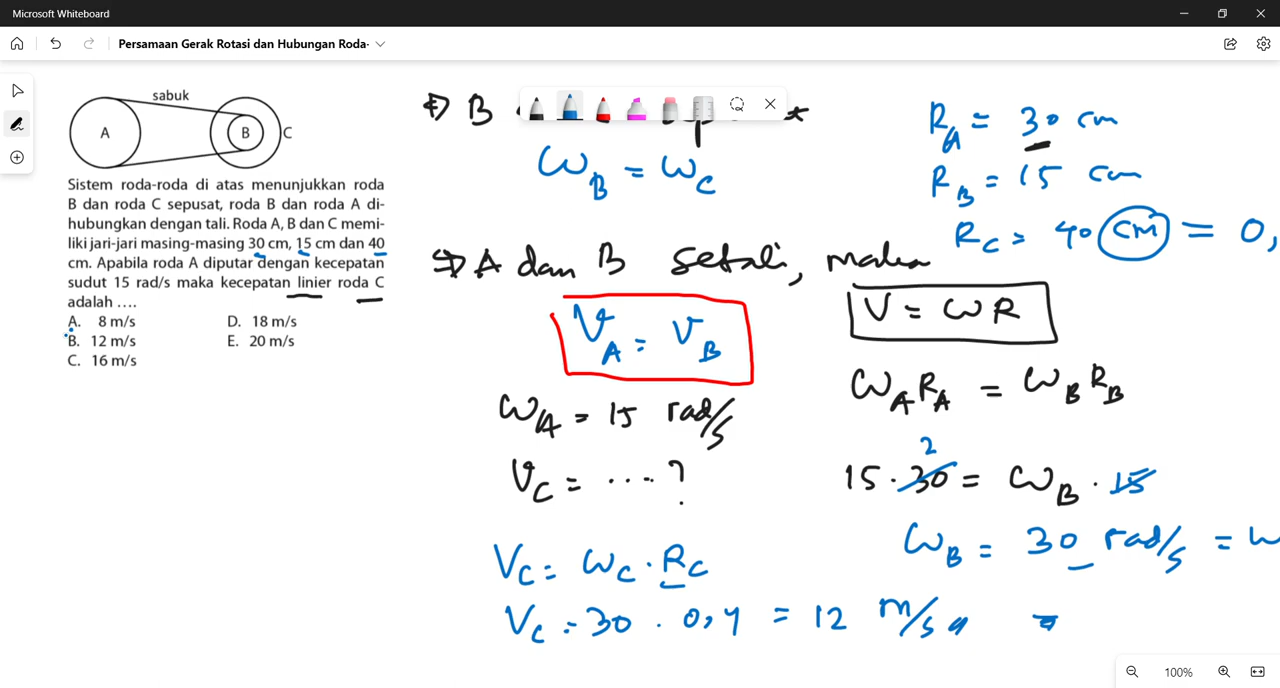 Microsoft Whiteboard
Persamaan Gerak Rotasi dan Hubungan Roda-
sabuk
A
B
C
Sistem roda-roda di atas menunjukkan roda
B dan roda C sepusat, roda B dan roda A di-
hubungkan dengan tali. Roda A, B dan C memi-
liki jari-jari masing-masing 30 cm, 15 cm dan 40
cm. Apabila roda A diputar dengan kecepatan
sudut 15 rad/s maka kecepatan linier roda C
adalah ....
A. 8 m/s
B. 12 m/s
C. 16 m/s
D. 18 m/s
E. 20 m/s
⇒ B
ω_B = ω_C
⇒ A dan B setali, maka
V_A = V_B
ω_A = 15 rad/s
V_C = .... ?
V_C = ω_C . R_C
V_C = 30 . 0,4 = 12 m/s
R_A = 30 cm
R_B = 15 cm
R_C = 40 cm = 0,
V = ωR
ω_A R_A = ω_B R_B
2
15 . 30 = ω_B . 15
ω_B = 30 rad/s = ω
100%